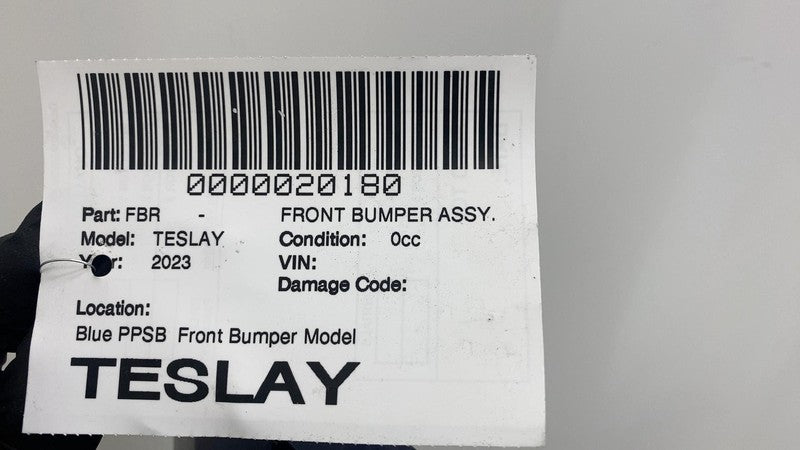 0000020180
Part: FBR - FRONT BUMPER ASSY.
Model: TESLAY Condition: 0cc
Year: 2023 VIN:
Damage Code:
Location:
Blue PPSB Front Bumper Model
TESLAY